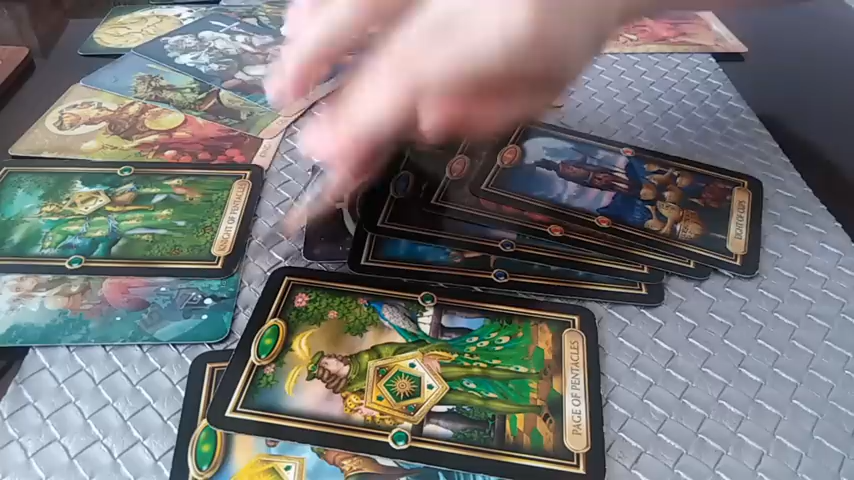 KNIGHT OF PENTACLES
EIGHT OF CUPS
PAGE OF PENTACLES